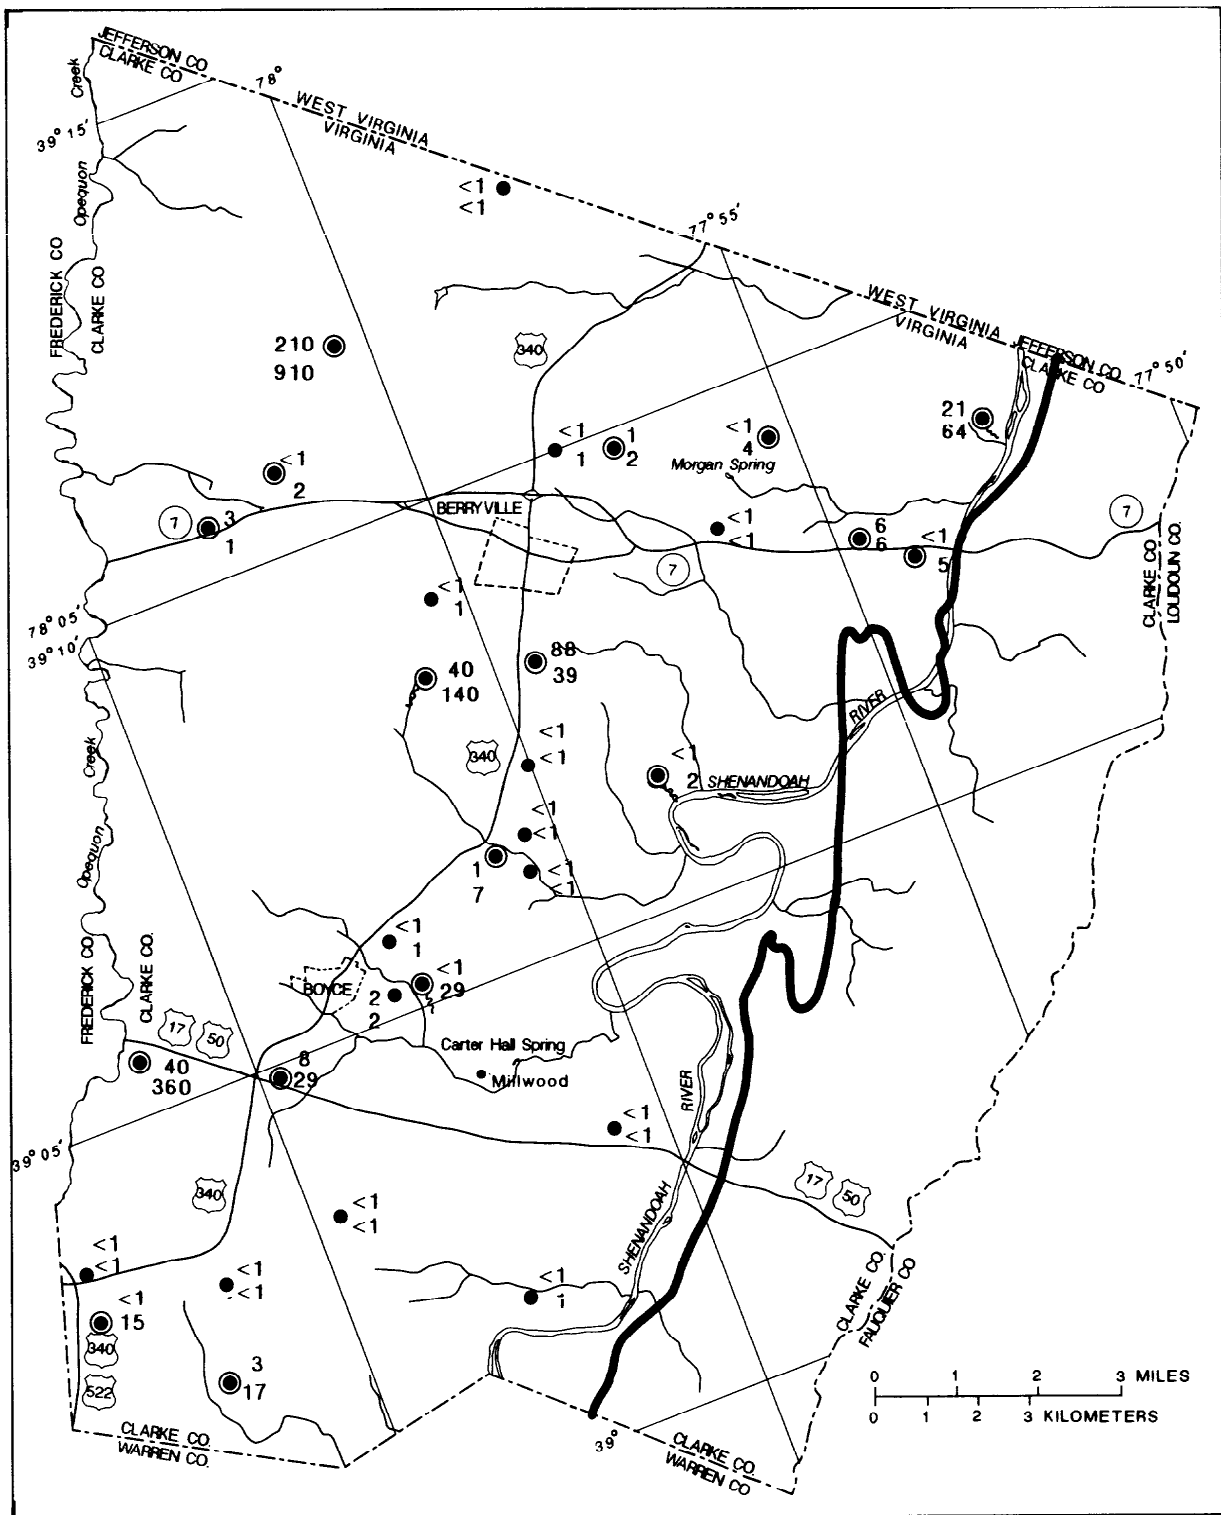 JEFFERSON CO
CLARKE CO
Creek
78°
WEST VIRGINIA
VIRGINIA
39° 15'
Opequon
<1
<1
77° 55'
FREDERICK CO
CLARKE CO
WEST VIRGINIA
VIRGINIA
JEFFERSON CO
CLARKE CO
77° 50'
210
910
340
21
64
<1
1
1
2
<1
4
Morgan Spring
<1
2
7
3
1
BERRYVILLE
<1
<1
6
6
<1
5
7
7
CLARKE CO.
LOUDOUN CO.
<1
1
78° 05'
39° 10'
88
39
40
140
RIVER
Creek
340
<1
<1
<1
2
SHENANDOAH
Opequon
<1
<1
1
7
<1
<1
<1
1
FREDERICK CO.
CLARKE CO.
BOYCE
2
2
<1
29
17
50
Carter Hall Spring
Millwood
40
360
8
29
RIVER
<1
<1
39° 05'
17
50
340
<1
<1
SHENANDOAH
<1
<1
<1
<1
<1
1
CLARKE CO.
FAUQUIER CO
<1
15
340
522
3
17
0 1 2 3 MILES
0 1 2 3 KILOMETERS
CLARKE CO.
WARREN CO.
39°
CLARKE CO.
WARREN CO